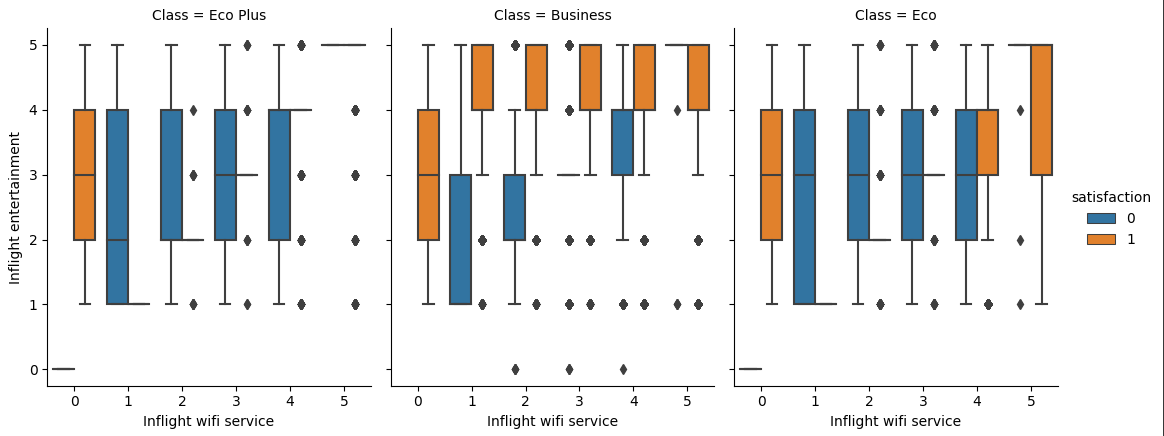 Class = Eco Plus
Class = Business
Class = Eco
Inflight entertainment
5
4
3
2
1
0
0 1 2 3 4 5
0 1 2 3 4 5
0 1 2 3 4 5
Inflight wifi service
Inflight wifi service
Inflight wifi service
satisfaction
0
1